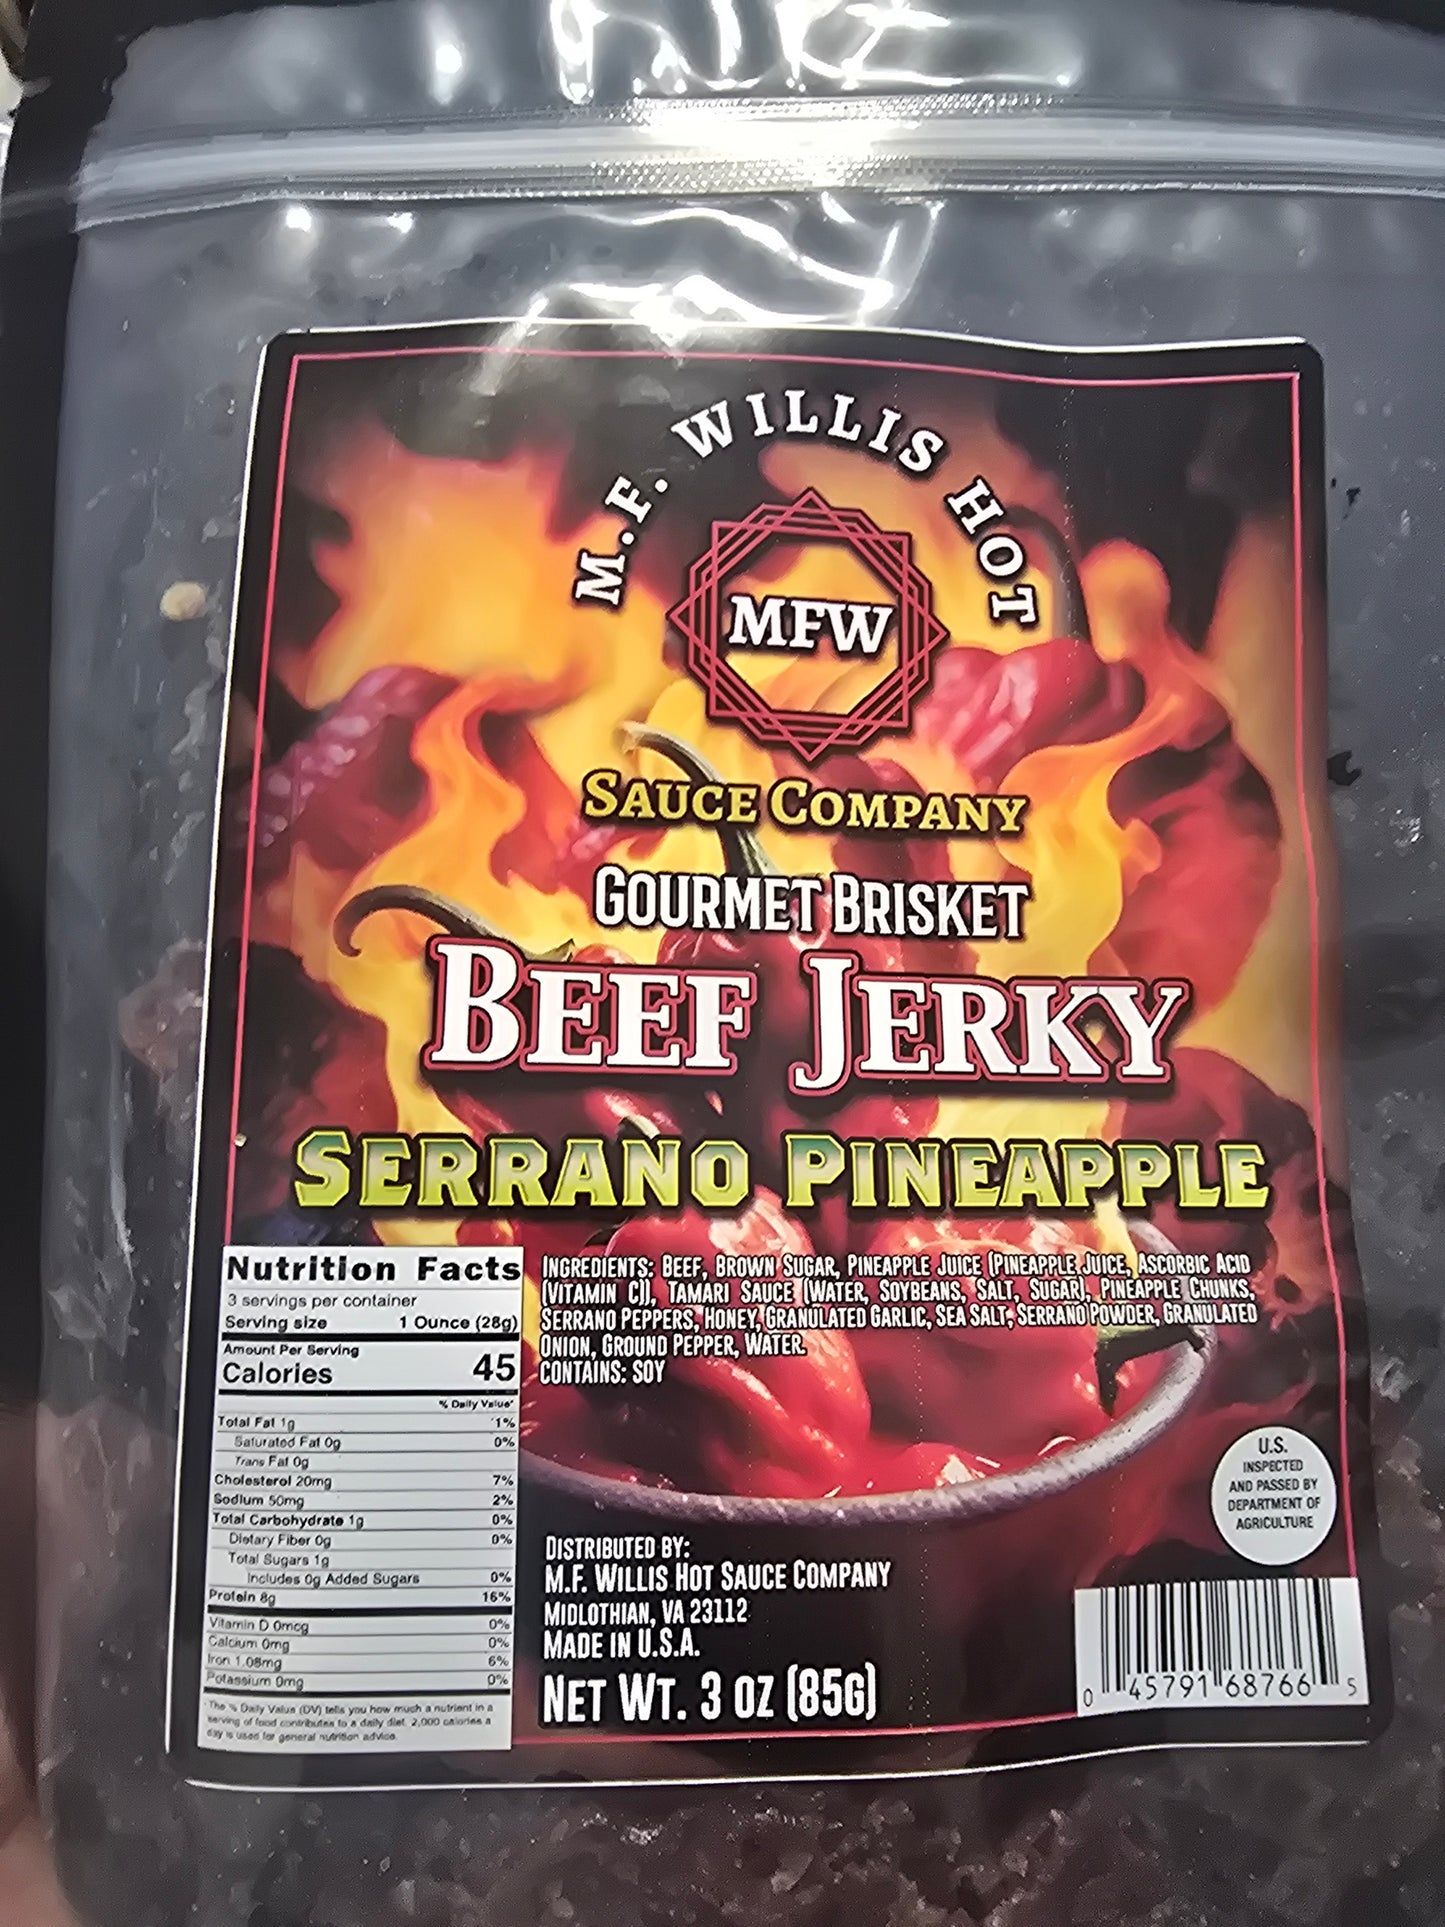 M.F. WILLIS HOT
MFW
SAUCE COMPANY
GOURMET BRISKET
BEEF JERKY
SERRANO PINEAPPLE
Nutrition Facts
3 servings per container
Serving size 1 Ounce (28g)
Amount Per Serving
Calories 45
% Daily Value*
Total Fat 1g 1%
Saturated Fat 0g 0%
Trans Fat 0g
Cholesterol 20mg 7%
Sodium 50mg 2%
Total Carbohydrate 1g 0%
Dietary Fiber 0g 0%
Total Sugars 1g
Includes 0g Added Sugars 0%
Protein 8g 16%
Vitamin D 0mcg 0%
Calcium 0mg 0%
Iron 1.08mg 6%
Potassium 0mg 0%
*The % Daily Value (DV) tells you how much a nutrient in a
serving of food contributes to a daily diet. 2,000 calories a
day is used for general nutrition advice.
INGREDIENTS: BEEF, BROWN SUGAR, PINEAPPLE JUICE (PINEAPPLE JUICE, ASCORBIC ACID
(VITAMIN C)), TAMARI SAUCE (WATER, SOYBEANS, SALT, SUGAR), PINEAPPLE CHUNKS,
SERRANO PEPPERS, HONEY, GRANULATED GARLIC, SEA SALT, SERRANO POWDER, GRANULATED
ONION, GROUND PEPPER, WATER.
CONTAINS: SOY
DISTRIBUTED BY:
M.F. WILLIS HOT SAUCE COMPANY
MIDLOTHIAN, VA 23112
MADE IN U.S.A.
NET WT. 3 OZ (85G)
U.S.
INSPECTED
AND PASSED BY
DEPARTMENT OF
AGRICULTURE
0 45791 68766 5